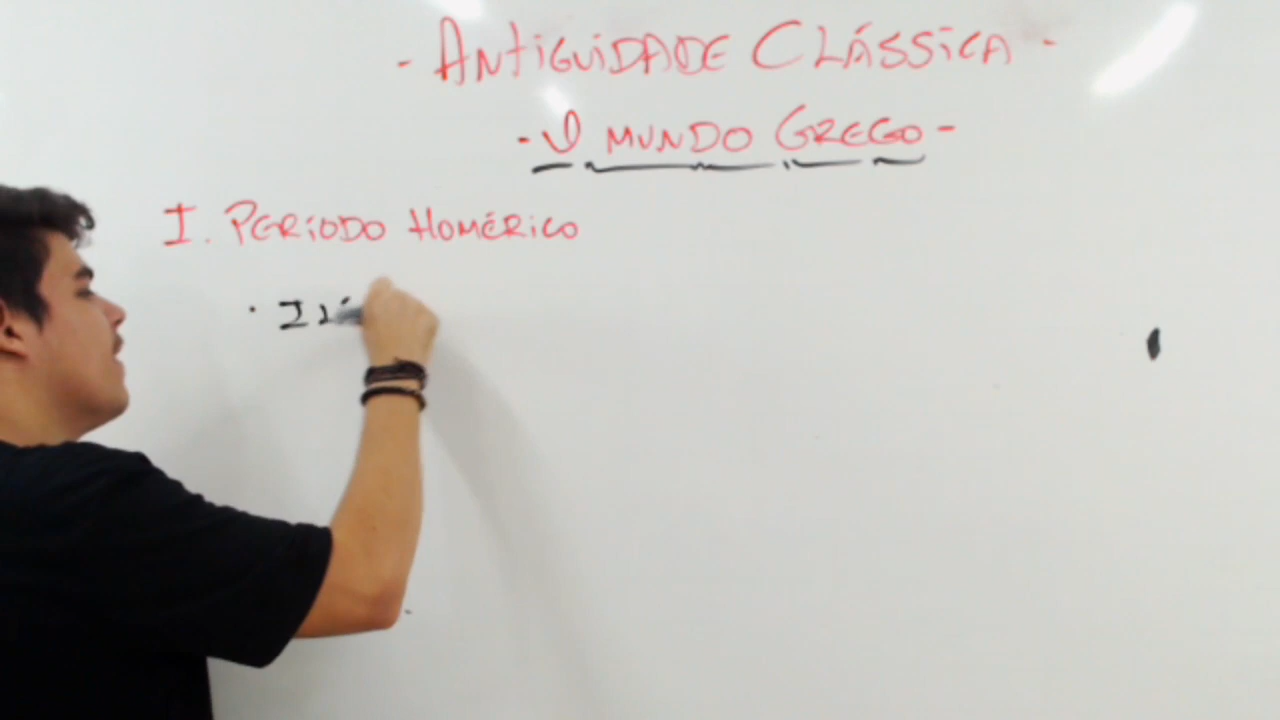 - Antiguidade Clássica -
- O mundo Grego -
I. Período Homérico